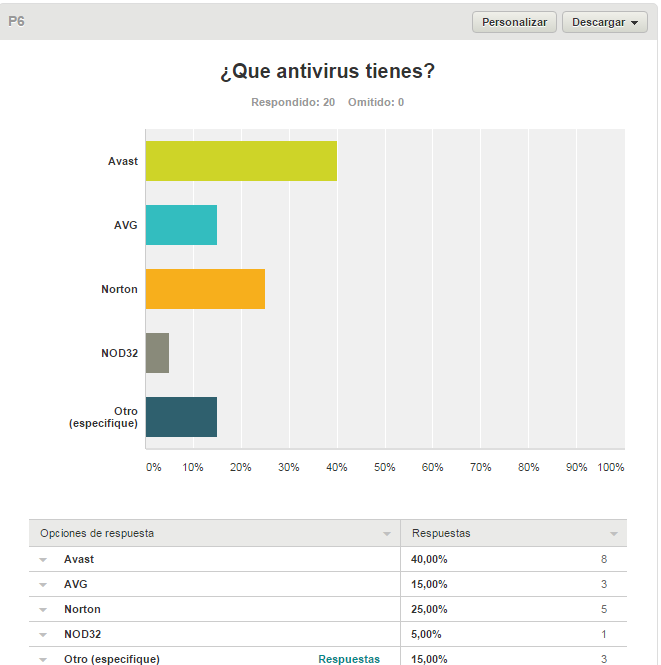 P6
Personalizar Descargar
¿Que antivirus tienes?
Respondido: 20 Omitido: 0
Avast
AVG
Norton
NOD32
Otro
(especifique)
0% 10% 20% 30% 40% 50% 60% 70% 80% 90% 100%
Opciones de respuesta Respuestas
Avast 40,00% 8
AVG 15,00% 3
Norton 25,00% 5
NOD32 5,00% 1
Otro (especifique) Respuestas 15,00% 3